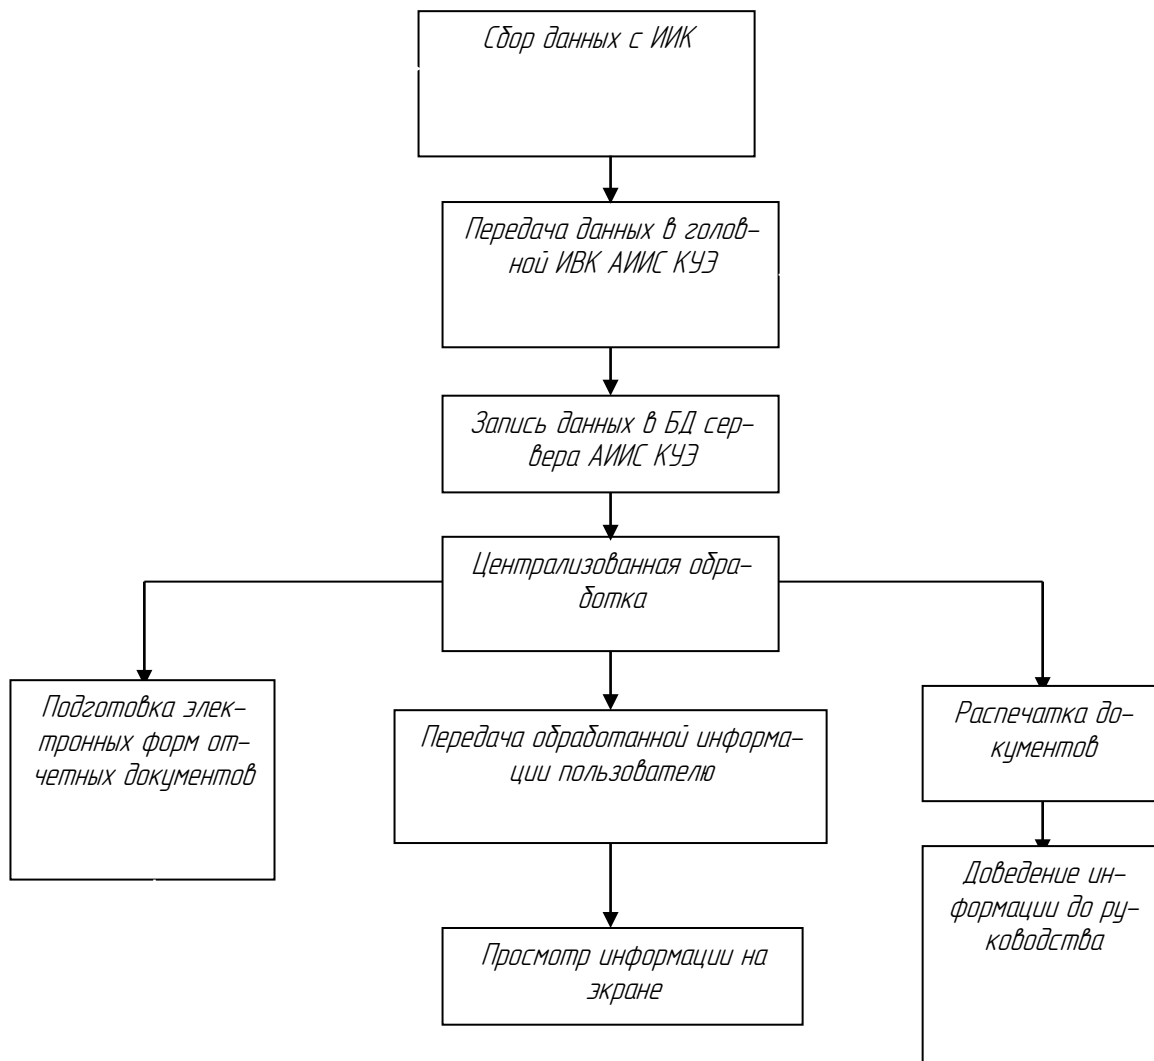 Сбор данных с ИИК
Передача данных в голов-
ной ИВК АИИС КУЭ
Запись данных в БД сер-
вера АИИС КУЭ
Централизованная обра-
ботка
Подготовка элек-
тронных форм от-
четных документов
Передача обработанной информа-
ции пользователю
Просмотр информации на
экране
Распечатка до-
кументов
Доведение ин-
формации до ру-
ководства